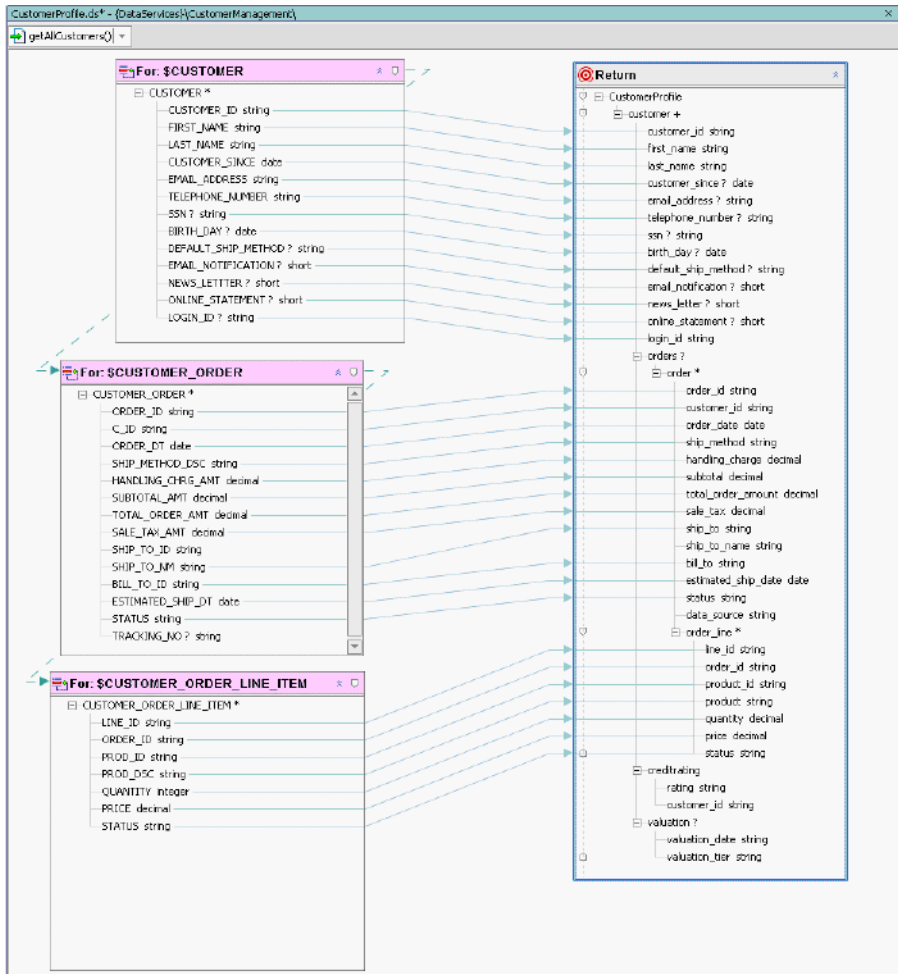 CustomerProfile.ds* - {DataServices}\CustomerManagement\
getAllCustomers()
For: $CUSTOMER
CUSTOMER *
CUSTOMER_ID string
FIRST_NAME string
LAST_NAME string
CUSTOMER_SINCE date
EMAIL_ADDRESS string
TELEPHONE_NUMBER string
SSN ? string
BIRTH_DAY ? date
DEFAULT_SHIP_METHOD ? string
EMAIL_NOTIFICATION ? short
NEWS_LETTTER ? short
ONLINE_STATEMENT ? short
LOGIN_ID ? string
For: $CUSTOMER_ORDER
CUSTOMER_ORDER *
ORDER_ID string
C_ID string
ORDER_DT date
SHIP_METHOD_DSC string
HANDLING_CHRG_AMT decimal
SUBTOTAL_AMT decimal
TOTAL_ORDER_AMT decimal
SALE_TAX_AMT decimal
SHIP_TO_ID string
SHIP_TO_NM string
BILL_TO_ID string
ESTIMATED_SHIP_DT date
STATUS string
TRACKING_NO ? string
For: $CUSTOMER_ORDER_LINE_ITEM
CUSTOMER_ORDER_LINE_ITEM *
LINE_ID string
ORDER_ID string
PROD_ID string
PROD_DSC string
QUANTITY integer
PRICE decimal
STATUS string
Return
CustomerProfile
customer +
customer_id string
first_name string
last_name string
customer_since ? date
email_address ? string
telephone_number ? string
ssn ? string
birth_day ? date
default_ship_method ? string
email_notification ? short
news_letter ? short
online_statement ? short
login_id string
orders ?
order *
order_id string
customer_id string
order_date date
ship_method string
handling_charge decimal
subtotal decimal
total_order_amount decimal
sale_tax decimal
ship_to string
ship_to_name string
bill_to string
estimated_ship_date date
status string
data_source string
order_line *
line_id string
order_id string
product_id string
product string
quantity decimal
price decimal
status string
creditrating
rating string
customer_id string
valuation ?
valuation_date string
valuation_tier string